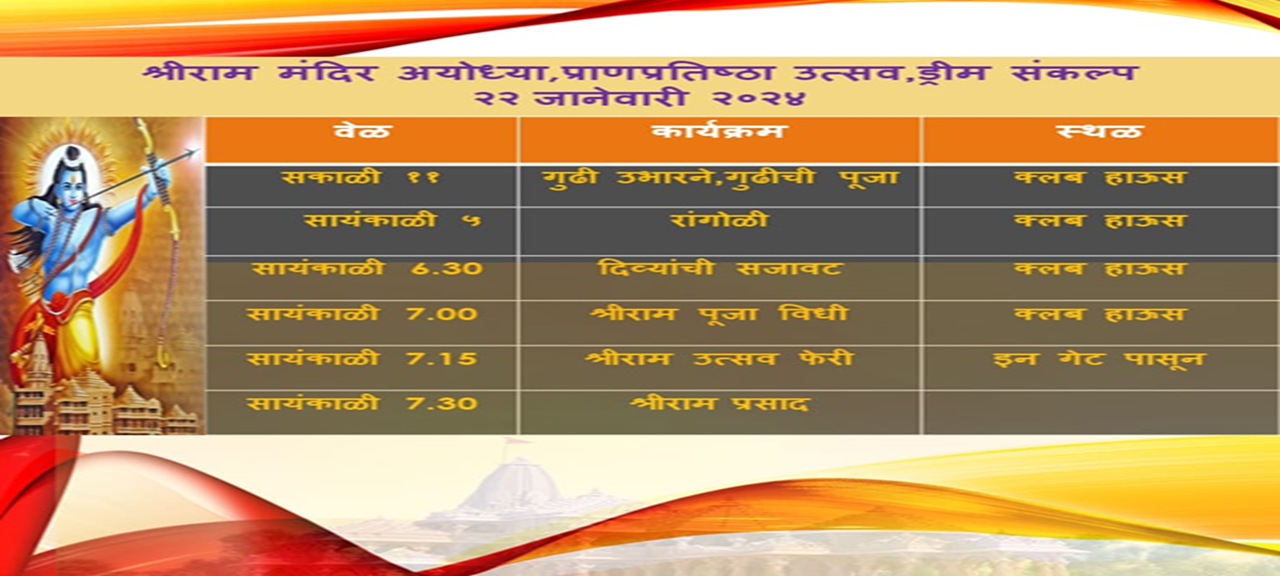 श्रीराम मंदिर अयोध्या,प्राणप्रतिष्ठा उत्सव,ड्रीम संकल्प
२२ जानेवारी २०२४
वेळ कार्यक्रम स्थळ
सकाळी ११ गुढी उभारने,गुढीची पूजा क्लब हाऊस
सायंकाळी ५ रांगोळी क्लब हाऊस
सायंकाळी 6.30 दिव्यांची सजावट क्लब हाऊस
सायंकाळी 7.00 श्रीराम पूजा विधी क्लब हाऊस
सायंकाळी 7.15 श्रीराम उत्सव फेरी इन गेट पासून
सायंकाळी 7.30 श्रीराम प्रसाद